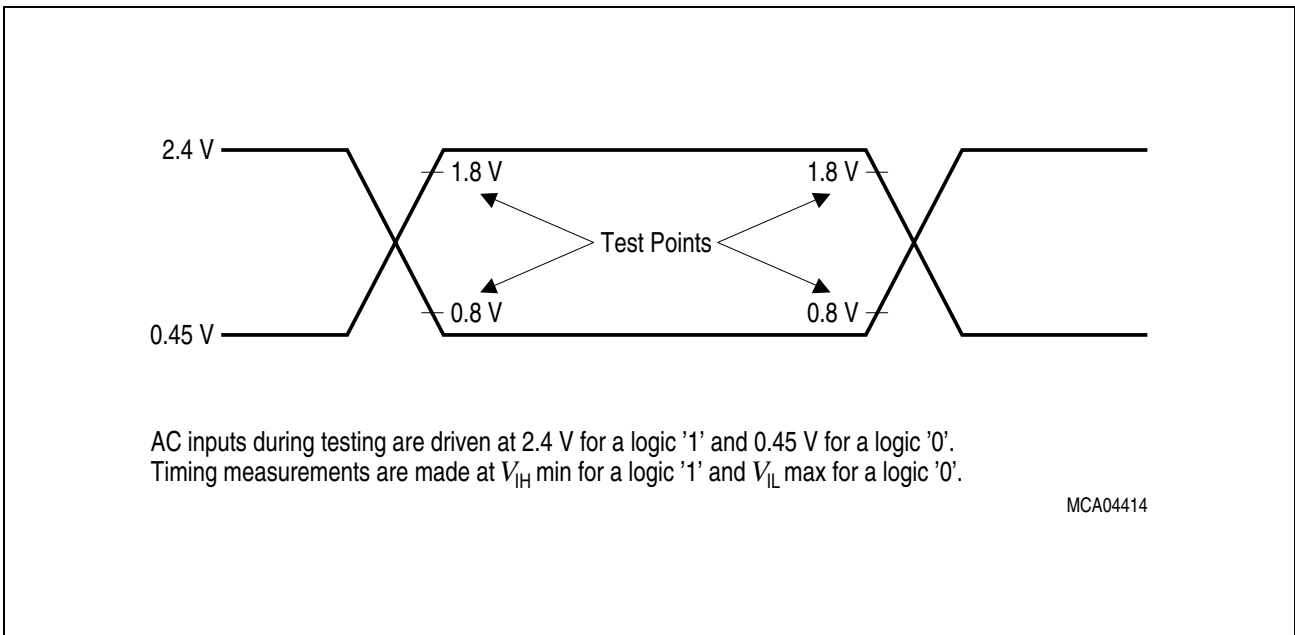 2.4 V
1.8 V
1.8 V
Test Points
0.8 V
0.8 V
0.45 V
AC inputs during testing are driven at 2.4 V for a logic ’1’ and 0.45 V for a logic ’0’.
Timing measurements are made at VIH min for a logic ’1’ and VIL max for a logic ’0’.
MCA04414